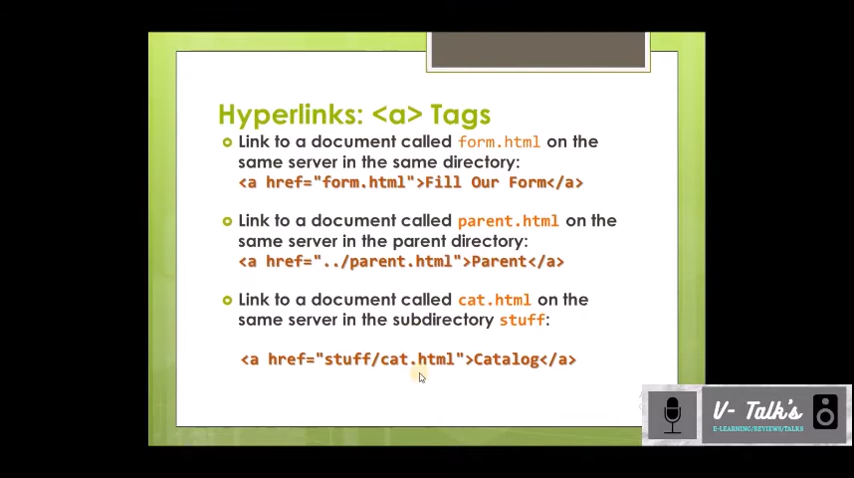 Hyperlinks: <a> Tags
Link to a document called form.html on the
same server in the same directory:
<a href="form.html">Fill Our Form</a>
Link to a document called parent.html on the
same server in the parent directory:
<a href="../parent.html">Parent</a>
Link to a document called cat.html on the
same server in the subdirectory stuff:
<a href="stuff/cat.html">Catalog</a>
V- Talk's
E-LEARNING/REVIEWS/TALKS